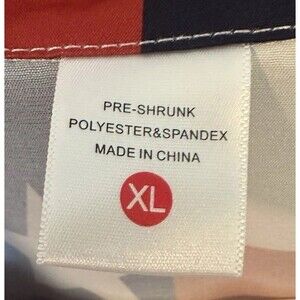 PRE-SHRUNK
POLYESTER&SPANDEX
MADE IN CHINA
XL